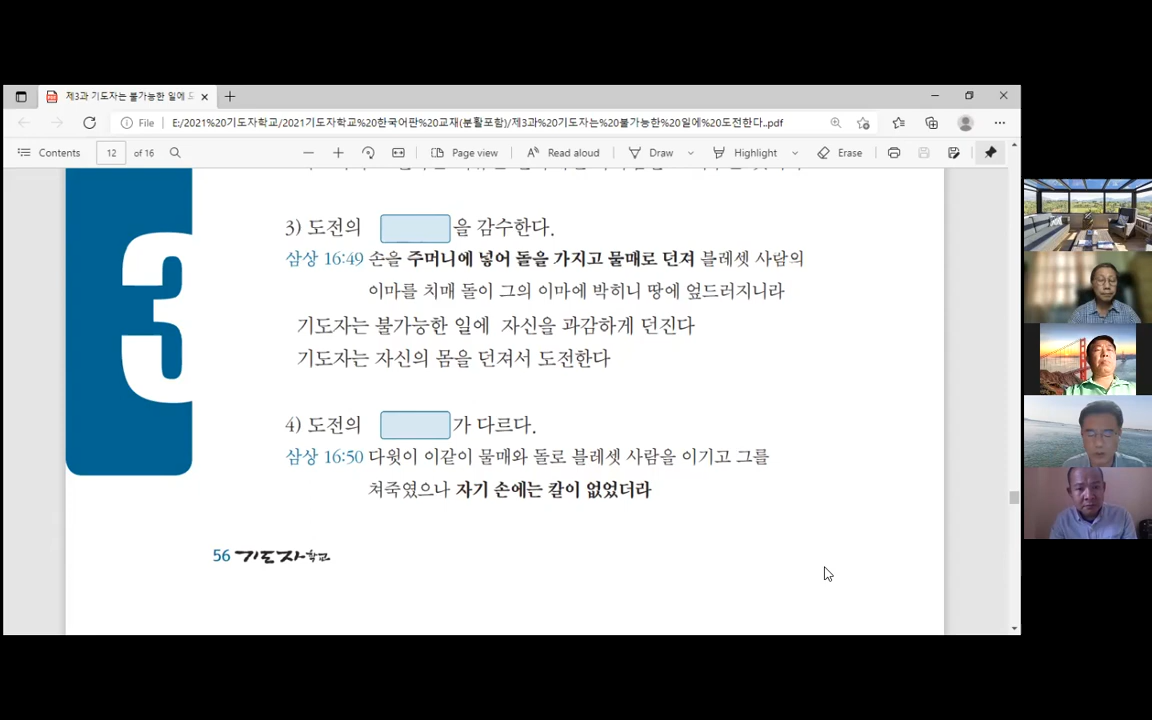 제3과 기도자는 불가능한 일에 도
File
E:/2021%20기도자학교/2021기도자학교%20한국어판%20교재(분활포함)/제3과%20기도자는%20불가능한%20일에%20도전한다..pdf
Contents 12 of 16 Page view Read aloud Draw Highlight Erase
3) 도전의 을 감수한다.
삼상 16:49 손을 주머니에 넣어 돌을 가지고 물매로 던져 블레셋 사람의
이마를 치매 돌이 그의 이마에 박히니 땅에 엎드러지니라
기도자는 불가능한 일에 자신을 과감하게 던진다
기도자는 자신의 몸을 던져서 도전한다
3
4) 도전의 가 다르다.
삼상 16:50 다윗이 이같이 물매와 돌로 블레셋 사람을 이기고 그를
쳐죽였으나 자기 손에는 칼이 없었더라
56 기도자학교